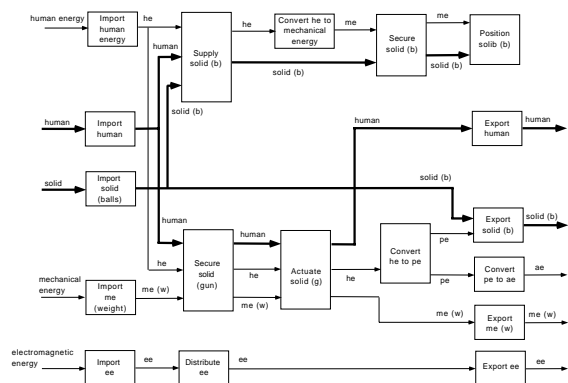 human energy
Import
human
energy
he
human
Supply
solid (b)
he
Convert he to
mechanical
energy
me
Secure
solid (b)
me
Position
solib (b)
solid (b)
solid (b)
solid (b)
human
Import
human
human
Export
human
human
solid
Import
solid
(balls)
solid (b)
human
human
Export
solid (b)
solid (b)
Secure
solid
(gun)
he
he
Actuate
solid (g)
he
Convert
he to pe
pe
pe
Convert
pe to ae
ae
mechanical
energy
Import
me
(weight)
me (w)
me (w)
me (w)
Export
me (w)
me (w)
electromagnetic
energy
Import
ee
ee
Distribute
ee
ee
Export ee
ee